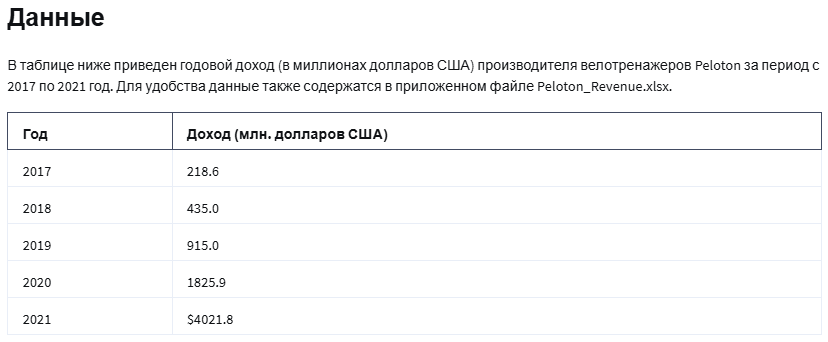 Данные
В таблице ниже приведен годовой доход (в миллионах долларов США) производителя велотренажеров Peloton за период с
2017 по 2021 год. Для удобства данные также содержатся в приложенном файле Peloton_Revenue.xlsx.
Год Доход (млн. долларов США)
2017 218.6
2018 435.0
2019 915.0
2020 1825.9
2021 $4021.8